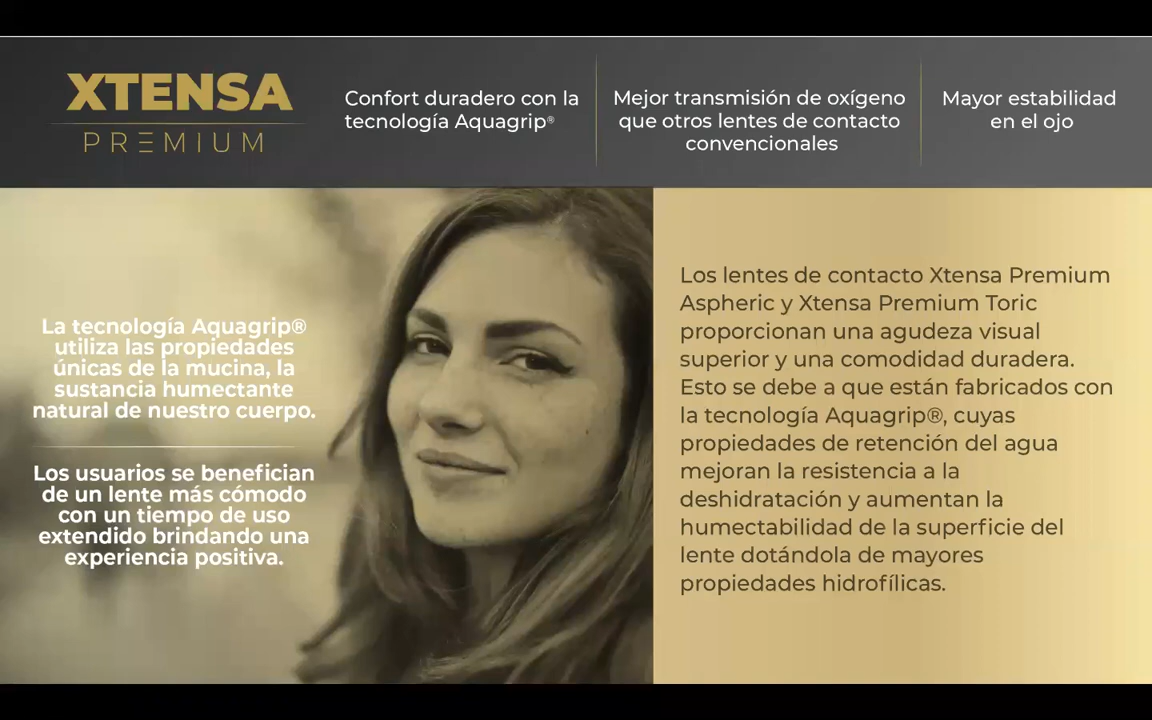 XTENSA
PREMIUM
Confort duradero con la
tecnología Aquagrip®
Mejor transmisión de oxígeno
que otros lentes de contacto
convencionales
Mayor estabilidad
en el ojo
La tecnología Aquagrip®
utiliza las propiedades
únicas de la mucina, la
sustancia humectante
natural de nuestro cuerpo.
Los usuarios se benefician
de un lente más cómodo
con un tiempo de uso
extendido brindando una
experiencia positiva.
Los lentes de contacto Xtensa Premium
Aspheric y Xtensa Premium Toric
proporcionan una agudeza visual
superior y una comodidad duradera.
Esto se debe a que están fabricados con
la tecnología Aquagrip®, cuyas
propiedades de retención del agua
mejoran la resistencia a la
deshidratación y aumentan la
humectabilidad de la superficie del
lente dotándola de mayores
propiedades hidrofílicas.